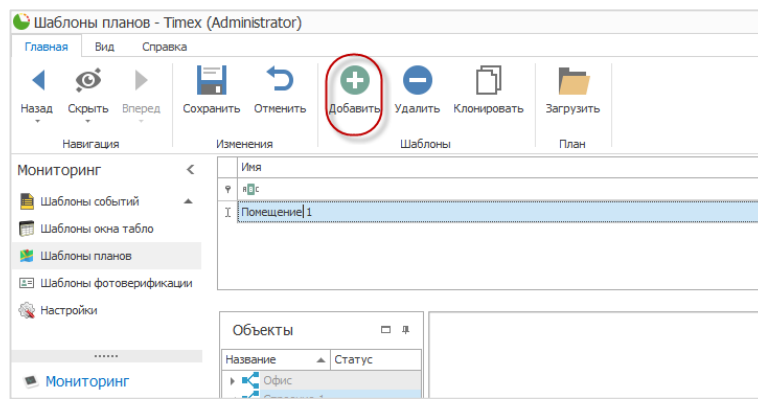 Шаблоны планов - Timex (Administrator)
Главная Вид Справка
Назад Скрыть Вперед Сохранить Отменить Добавить Удалить Клонировать Загрузить
Навигация Изменения Шаблоны План
Мониторинг
Имя
Шаблоны событий
Шаблоны окна табло
Помещение 1
Шаблоны планов
Шаблоны фотоверификации
Настройки
Объекты
Название Статус
Мониторинг
Офис